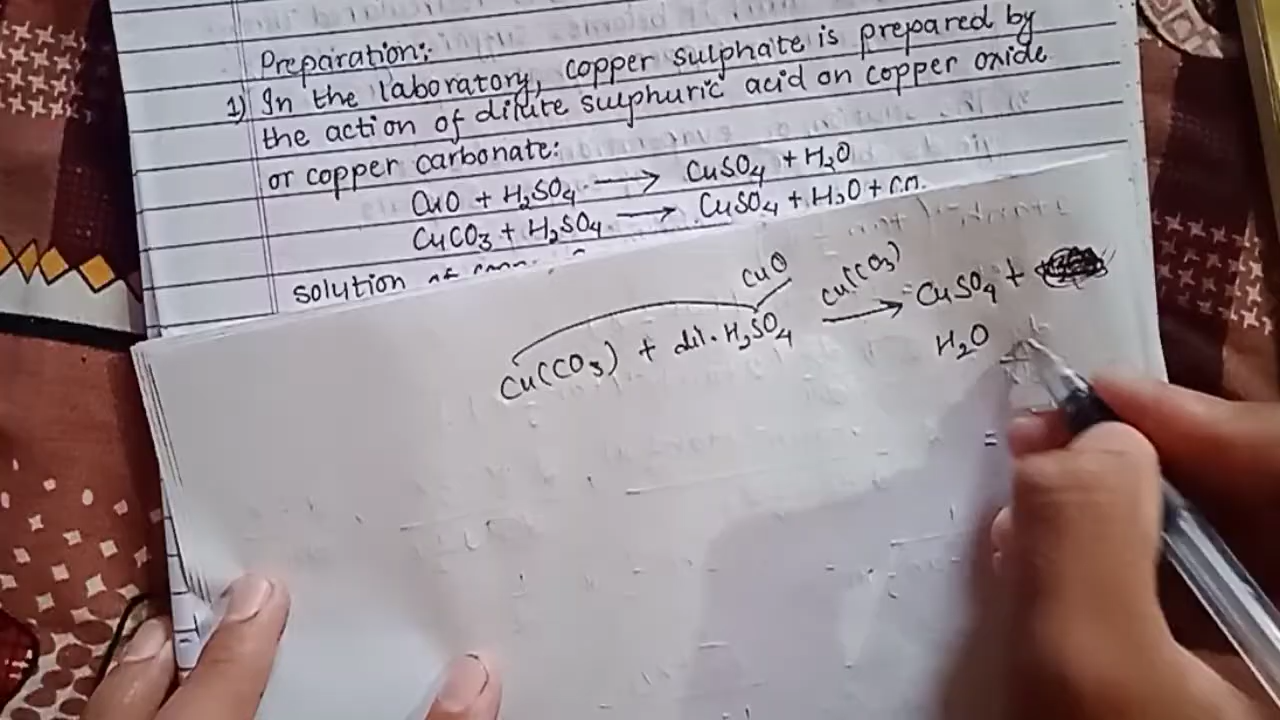 Preparation:
1) In the laboratory, copper sulphate is prepared by
the action of dilute sulphuric acid on copper oxide
or copper carbonate:
CuO + H₂SO₄ → CuSO₄ + H₂O
CuCO₃ + H₂SO₄ → CuSO₄ + H₂O +
solution of
CuO
Cu(CO₃) + dil. H₂SO₄ Cu(CO₃) → CuSO₄ +
H₂O